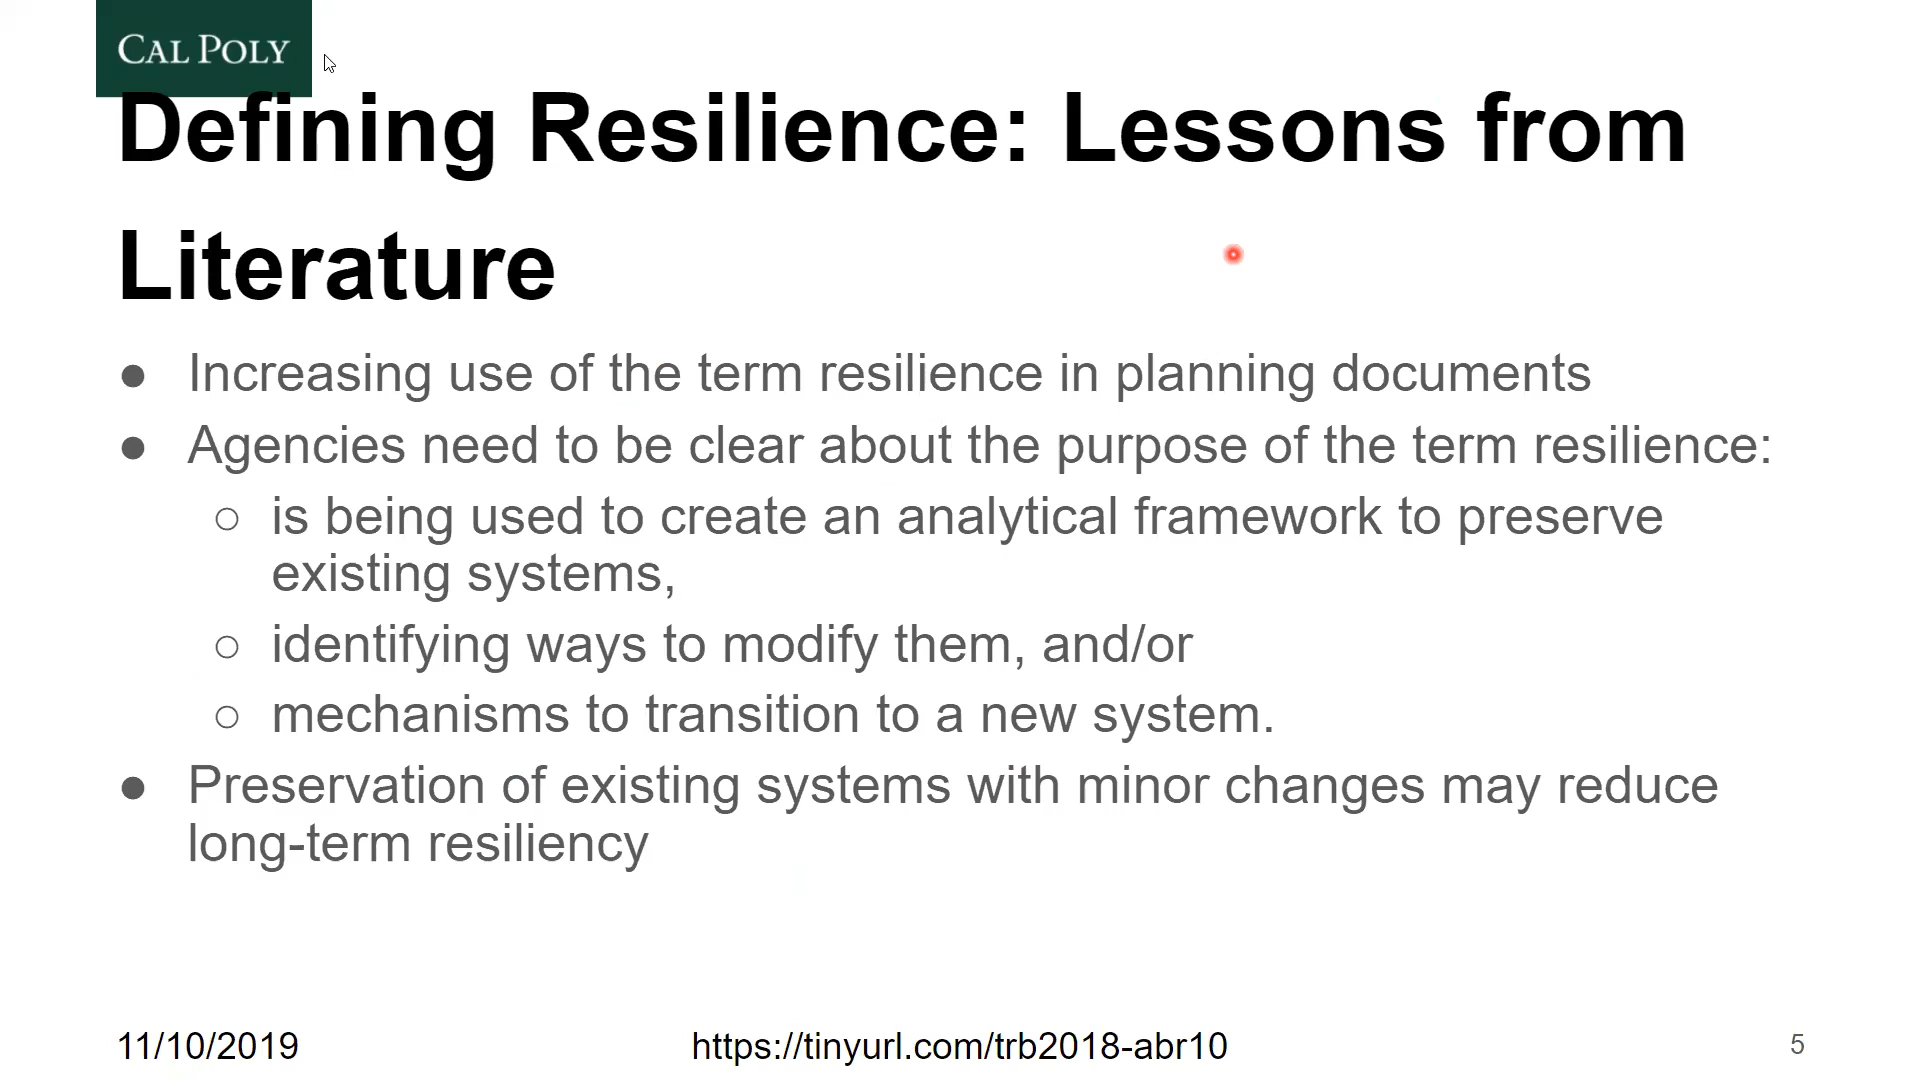 CAL POLY
Defining Resilience: Lessons from
Literature
● Increasing use of the term resilience in planning documents
● Agencies need to be clear about the purpose of the term resilience:
○ is being used to create an analytical framework to preserve
existing systems,
○ identifying ways to modify them, and/or
○ mechanisms to transition to a new system.
● Preservation of existing systems with minor changes may reduce
long-term resiliency
11/10/2019
https://tinyurl.com/trb2018-abr10
5